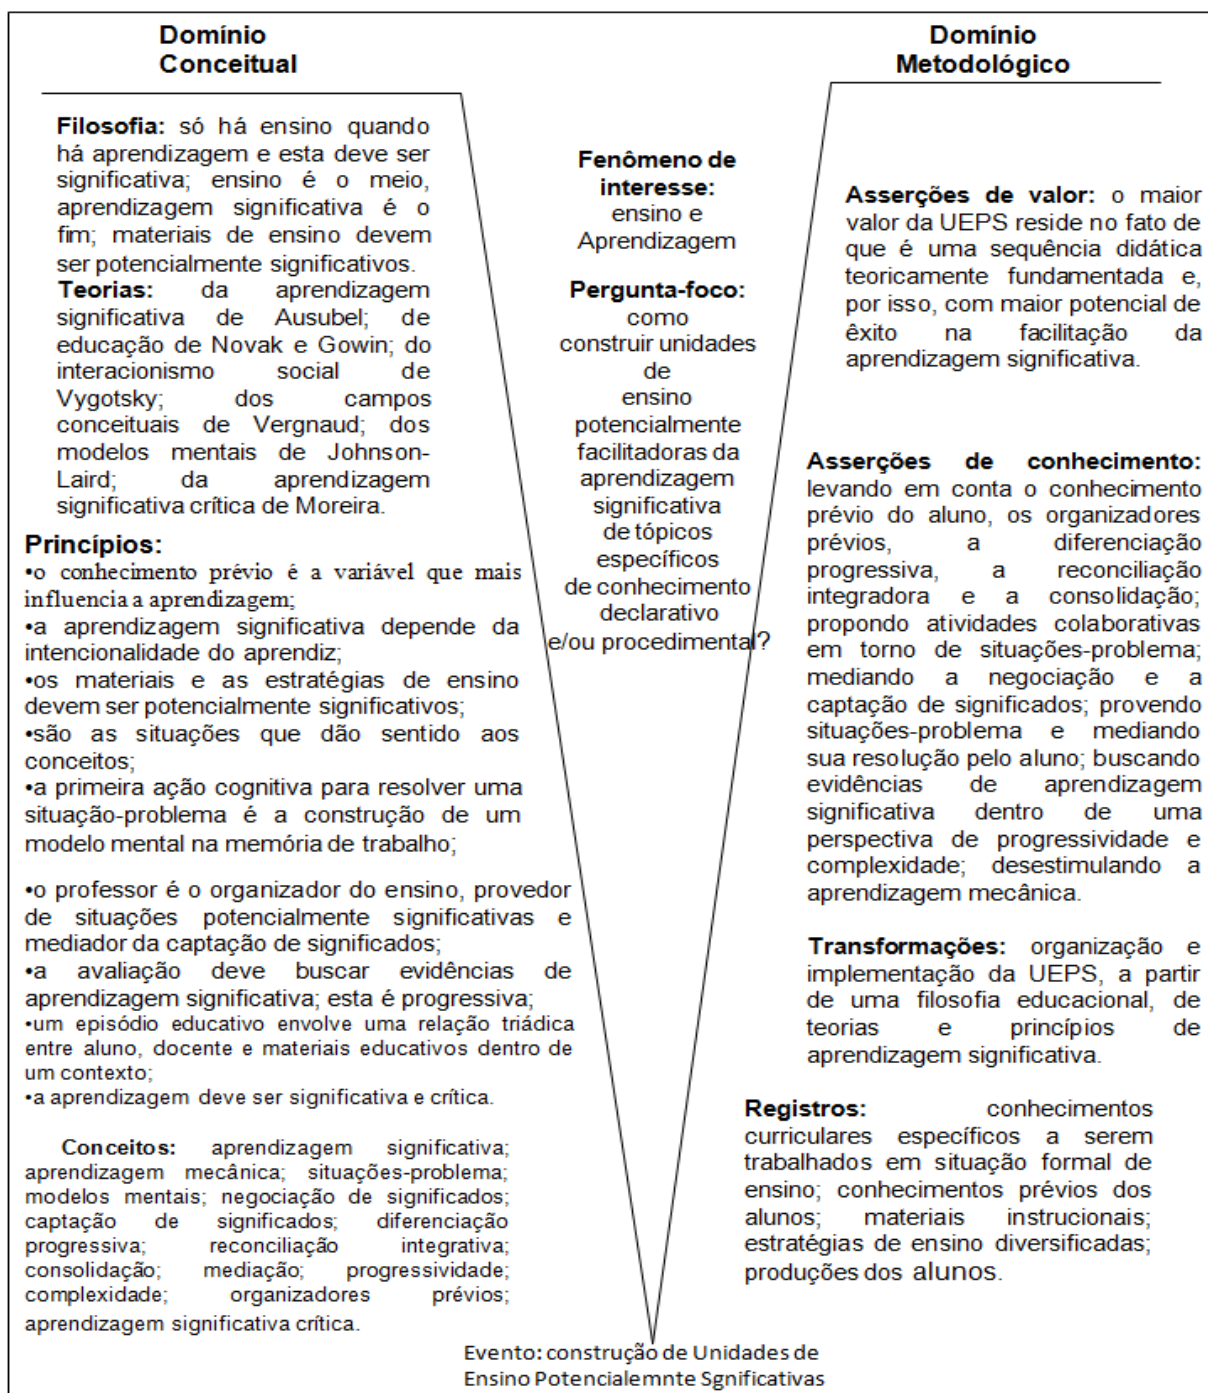 Domínio
Conceitual
Filosofia: só há ensino quando
há aprendizagem e esta deve ser
significativa; ensino é o meio,
aprendizagem significativa é o
fim; materiais de ensino devem
ser potencialmente significativos.
Teorias: da aprendizagem
significativa de Ausubel; de
educação de Novak e Gowin; do
interacionismo social de
Vygotsky; dos campos
conceituais de Vergnaud; dos
modelos mentais de Johnson-
Laird; da aprendizagem
significativa crítica de Moreira.
Princípios:
•o conhecimento prévio é a variável que mais
influencia a aprendizagem;
•a aprendizagem significativa depende da
intencionalidade do aprendiz;
•os materiais e as estratégias de ensino
devem ser potencialmente significativos;
•são as situações que dão sentido aos
conceitos;
•a primeira ação cognitiva para resolver uma
situação-problema é a construção de um
modelo mental na memória de trabalho;
•o professor é o organizador do ensino, provedor
de situações potencialmente significativas e
mediador da captação de significados;
•a avaliação deve buscar evidências de
aprendizagem significativa; esta é progressiva;
•um episódio educativo envolve uma relação triádica
entre aluno, docente e materiais educativos dentro de
um contexto;
•a aprendizagem deve ser significativa e crítica.
Conceitos: aprendizagem significativa;
aprendizagem mecânica; situações-problema;
modelos mentais; negociação de significados;
captação de significados; diferenciação
progressiva; reconciliação integrativa;
consolidação; mediação; progressividade;
complexidade; organizadores prévios;
aprendizagem significativa crítica.
Fenômeno de
interesse:
ensino e
Aprendizagem
Pergunta-foco:
como
construir unidades
de
ensino
potencialmente
facilitadoras da
aprendizagem
significativa
de tópicos
específicos
de conhecimento
declarativo
e/ou procedimental?
Domínio
Metodológico
Asserções de valor: o maior
valor da UEPS reside no fato de
que é uma sequência didática
teoricamente fundamentada e,
por isso, com maior potencial de
êxito na facilitação da
aprendizagem significativa.
Asserções de conhecimento:
levando em conta o conhecimento
prévio do aluno, os organizadores
prévios, a diferenciação
progressiva, a reconciliação
integradora e a consolidação;
propondo atividades colaborativas
em torno de situações-problema;
mediando a negociação e a
captação de significados; provendo
situações-problema e mediando
sua resolução pelo aluno; buscando
evidências de aprendizagem
significativa dentro de uma
perspectiva de progressividade e
complexidade; desestimulando a
aprendizagem mecânica.
Transformações: organização e
implementação da UEPS, a partir
de uma filosofia educacional, de
teorias e princípios de
aprendizagem significativa.
Registros: conhecimentos
curriculares específicos a serem
trabalhados em situação formal de
ensino; conhecimentos prévios dos
alunos; materiais instrucionais;
estratégias de ensino diversificadas;
produções dos alunos.
Evento: construção de Unidades de
Ensino Potencialemnte Sgnificativas